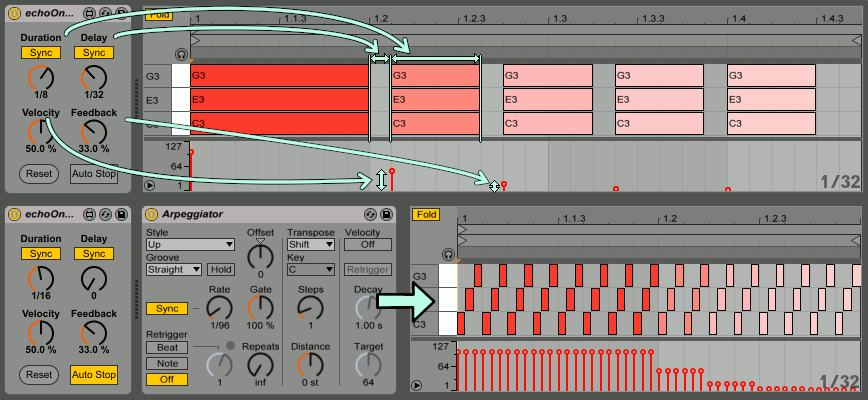 echoOn...
Duration Delay
Sync Sync
1/8 1/32
Velocity Feedback
50.0 % 33.0 %
Reset Auto Stop
Fold
1 1.1.3 1.2 1.2.3 1.3 1.3.3 1.4 1.4.3
G3 G3 G3 G3 G3 G3
E3 E3 E3 E3 E3 E3
C3 C3 C3 C3 C3 C3
127
64
1
1/32
echoOn...
Duration Delay
Sync Sync
1/16 0
Velocity Feedback
50.0 % 33.0 %
Reset Auto Stop
Arpeggiator
Style Offset Transpose Velocity
Up Shift Off
Groove Key
Straight Hold 0 C Retrigger
Rate Gate Steps Decay
Sync
1/96 100 % 1 1.00 s
Retrigger
Beat Repeats Distance Target
Note
Off 1 inf 0 st 64
Fold
1 1.1.3 1.2 1.2.3
G3
C3
127
64
1
1/32